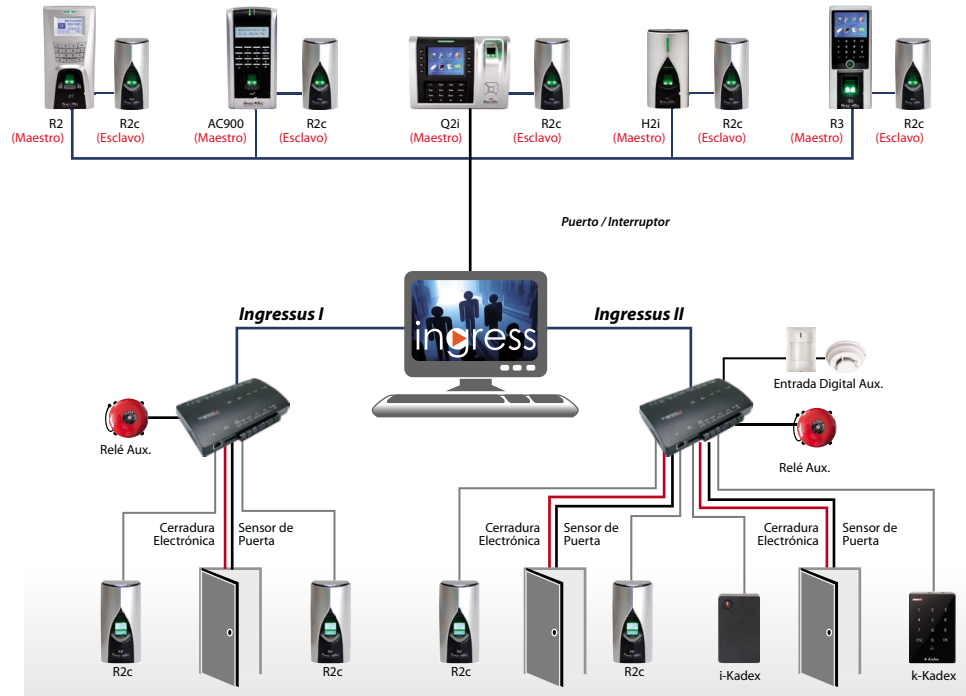 R2
(Maestro)
R2c
(Esclavo)
AC900
(Maestro)
R2c
(Esclavo)
Q2i
(Maestro)
R2c
(Esclavo)
H2i
(Maestro)
R2c
(Esclavo)
R3
(Maestro)
R2c
(Esclavo)
Puerto / Interruptor
Ingressus I
ingress
Ingressus II
Entrada Digital Aux.
Relé Aux.
Relé Aux.
Cerradura
Electrónica
Sensor de
Puerta
Cerradura
Electrónica
Sensor de
Puerta
Cerradura
Electrónica
Sensor de
Puerta
R2c
R2c
R2c
R2c
i-Kadex
k-Kadex